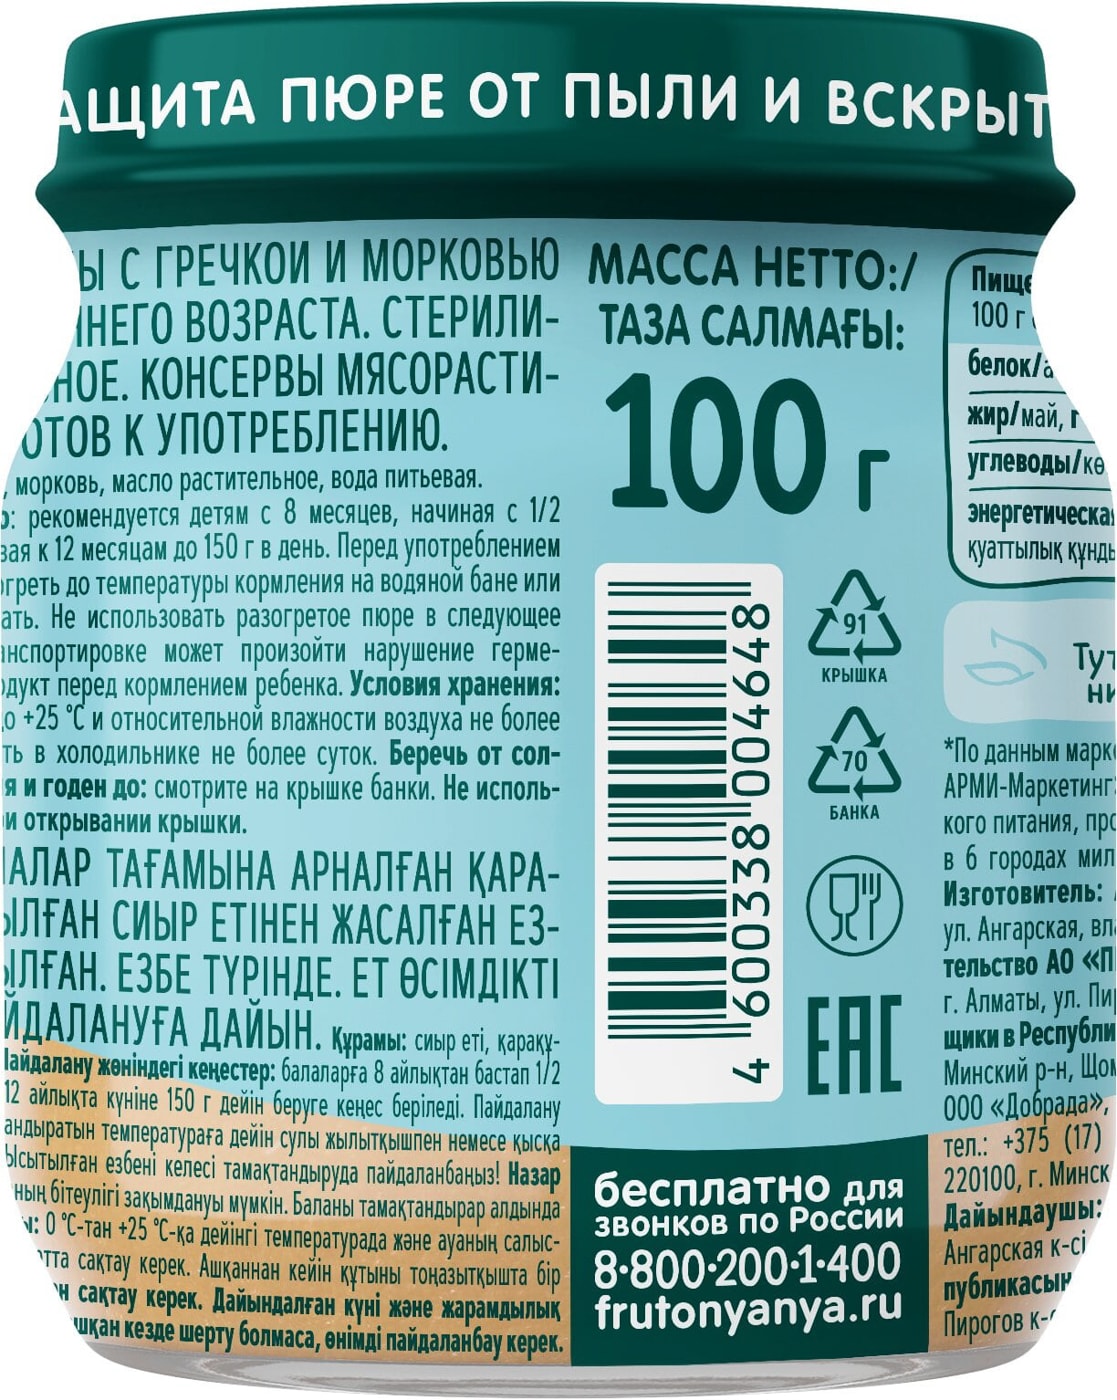 АЩИТА ПЮРЕ ОТ ПЫЛИ И ВСКРЫТ
Ы С ГРЕЧКОЙ И МОРКОВЬЮ
ННЕГО ВОЗРАСТА. СТЕРИЛИ-
НОЕ. КОНСЕРВЫ МЯСОРАСТИ-
ОТОВ К УПОТРЕБЛЕНИЮ.
, морковь, масло растительное, вода питьевая.
о: рекомендуется детям с 8 месяцев, начиная с 1/2
вая к 12 месяцам до 150 г в день. Перед употреблением
огреть до температуры кормления на водяной бане или
ать. Не использовать разогретое пюре в следующее
анспортировке может произойти нарушение герме-
одукт перед кормлением ребенка. Условия хранения:
до +25 °С и относительной влажности воздуха не более
ть в холодильнике не более суток. Беречь от сол-
я и годен до: смотрите на крышке банки. Не исполь-
и открывании крышки.
АЛАР ТАҒАМЫНА АРНАЛҒАН ҚАРА-
ЫЛҒАН СИЫР ЕТІНЕН ЖАСАЛҒАН ЕЗ-
ЫЛҒАН. ЕЗБЕ ТҮРІНДЕ. ЕТ ӨСІМДІКТІ
ЙДАЛАНУҒА ДАЙЫН. Құрамы: сиыр еті, қарақұ-
Пайдалану жөніндегі кеңестер: балаларға 8 айлықтан бастап 1/2
12 айлықта күніне 150 г дейін беруге кеңес беріледі. Пайдалану
андыратын температураға дейін сулы жылытқышпен немесе қысқа
Ысытылған езбені келесі тамақтандыруда пайдаланбаңыз! Назар
ның бітеулігі зақымдануы мүмкін. Баланы тамақтандырар алдында
ы: 0 °С-тан +25 °С-қа дейінгі температурада және ауаның салыс-
тта сақтау керек. Ашқаннан кейін құтыны тоңазытқышта бір
н сақтау керек. Дайындалған күні және жарамдылық
шқан кезде шерту болмаса, өнімді пайдаланбау керек.
МАССА НЕТТО:/
ТАЗА САЛМАҒЫ:
100 г
4 600338 004648
91
КРЫШКА
70
БАНКА
ЕАС
бесплатно для
звонков по России
8·800·200·1·400
frutonyanya.ru
Пище
100 г
белок/а
жир/май, г
углеводы/кө
энергетическая
қуаттылық құнды
Тут
ни
*По данным марке
АРМИ-Маркетинг
кого питания, про
в 6 городах мил
Изготовитель:
ул. Ангарская, вл
тельство АО «П
г. Алматы, ул. Пир
щики в Республи
Минский р-н, Щом
ООО «Добрада»,
тел.: +375 (17)
220100, г. Минск
Дайындаушы:
Ангарская к-сі
публикасын
Пирогов к-с